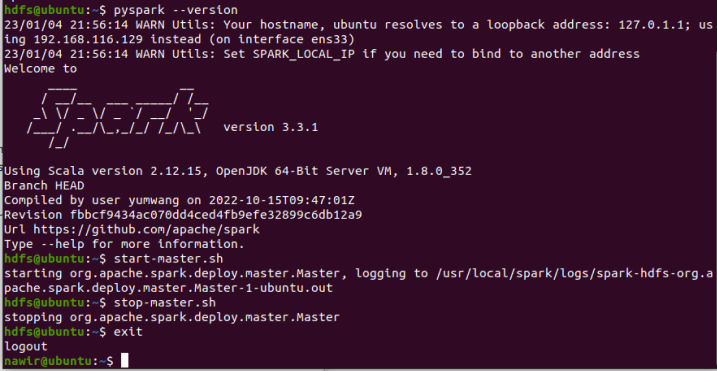 hdfs@ubuntu:~$ pyspark --version
23/01/04 21:56:14 WARN Utils: Your hostname, ubuntu resolves to a loopback address: 127.0.1.1; us
ing 192.168.116.129 instead (on interface ens33)
23/01/04 21:56:14 WARN Utils: Set SPARK_LOCAL_IP if you need to bind to another address
Welcome to
      ____              __
     / __/__  ___ _____/ /__
    _\ \/ _ \/ _ `/ __/  '_/
   /___/ .__/\_,_/_/ /_/\_\   version 3.3.1
      /_/
Using Scala version 2.12.15, OpenJDK 64-Bit Server VM, 1.8.0_352
Branch HEAD
Compiled by user yumwang on 2022-10-15T09:47:01Z
Revision fbbcf9434ac070dd4ced4fb9efe32899c6db12a9
Url https://github.com/apache/spark
Type --help for more information.
hdfs@ubuntu:~$ start-master.sh
starting org.apache.spark.deploy.master.Master, logging to /usr/local/spark/logs/spark-hdfs-org.a
pache.spark.deploy.master.Master-1-ubuntu.out
hdfs@ubuntu:~$ stop-master.sh
stopping org.apache.spark.deploy.master.Master
hdfs@ubuntu:~$ exit
logout
nawir@ubuntu:~$